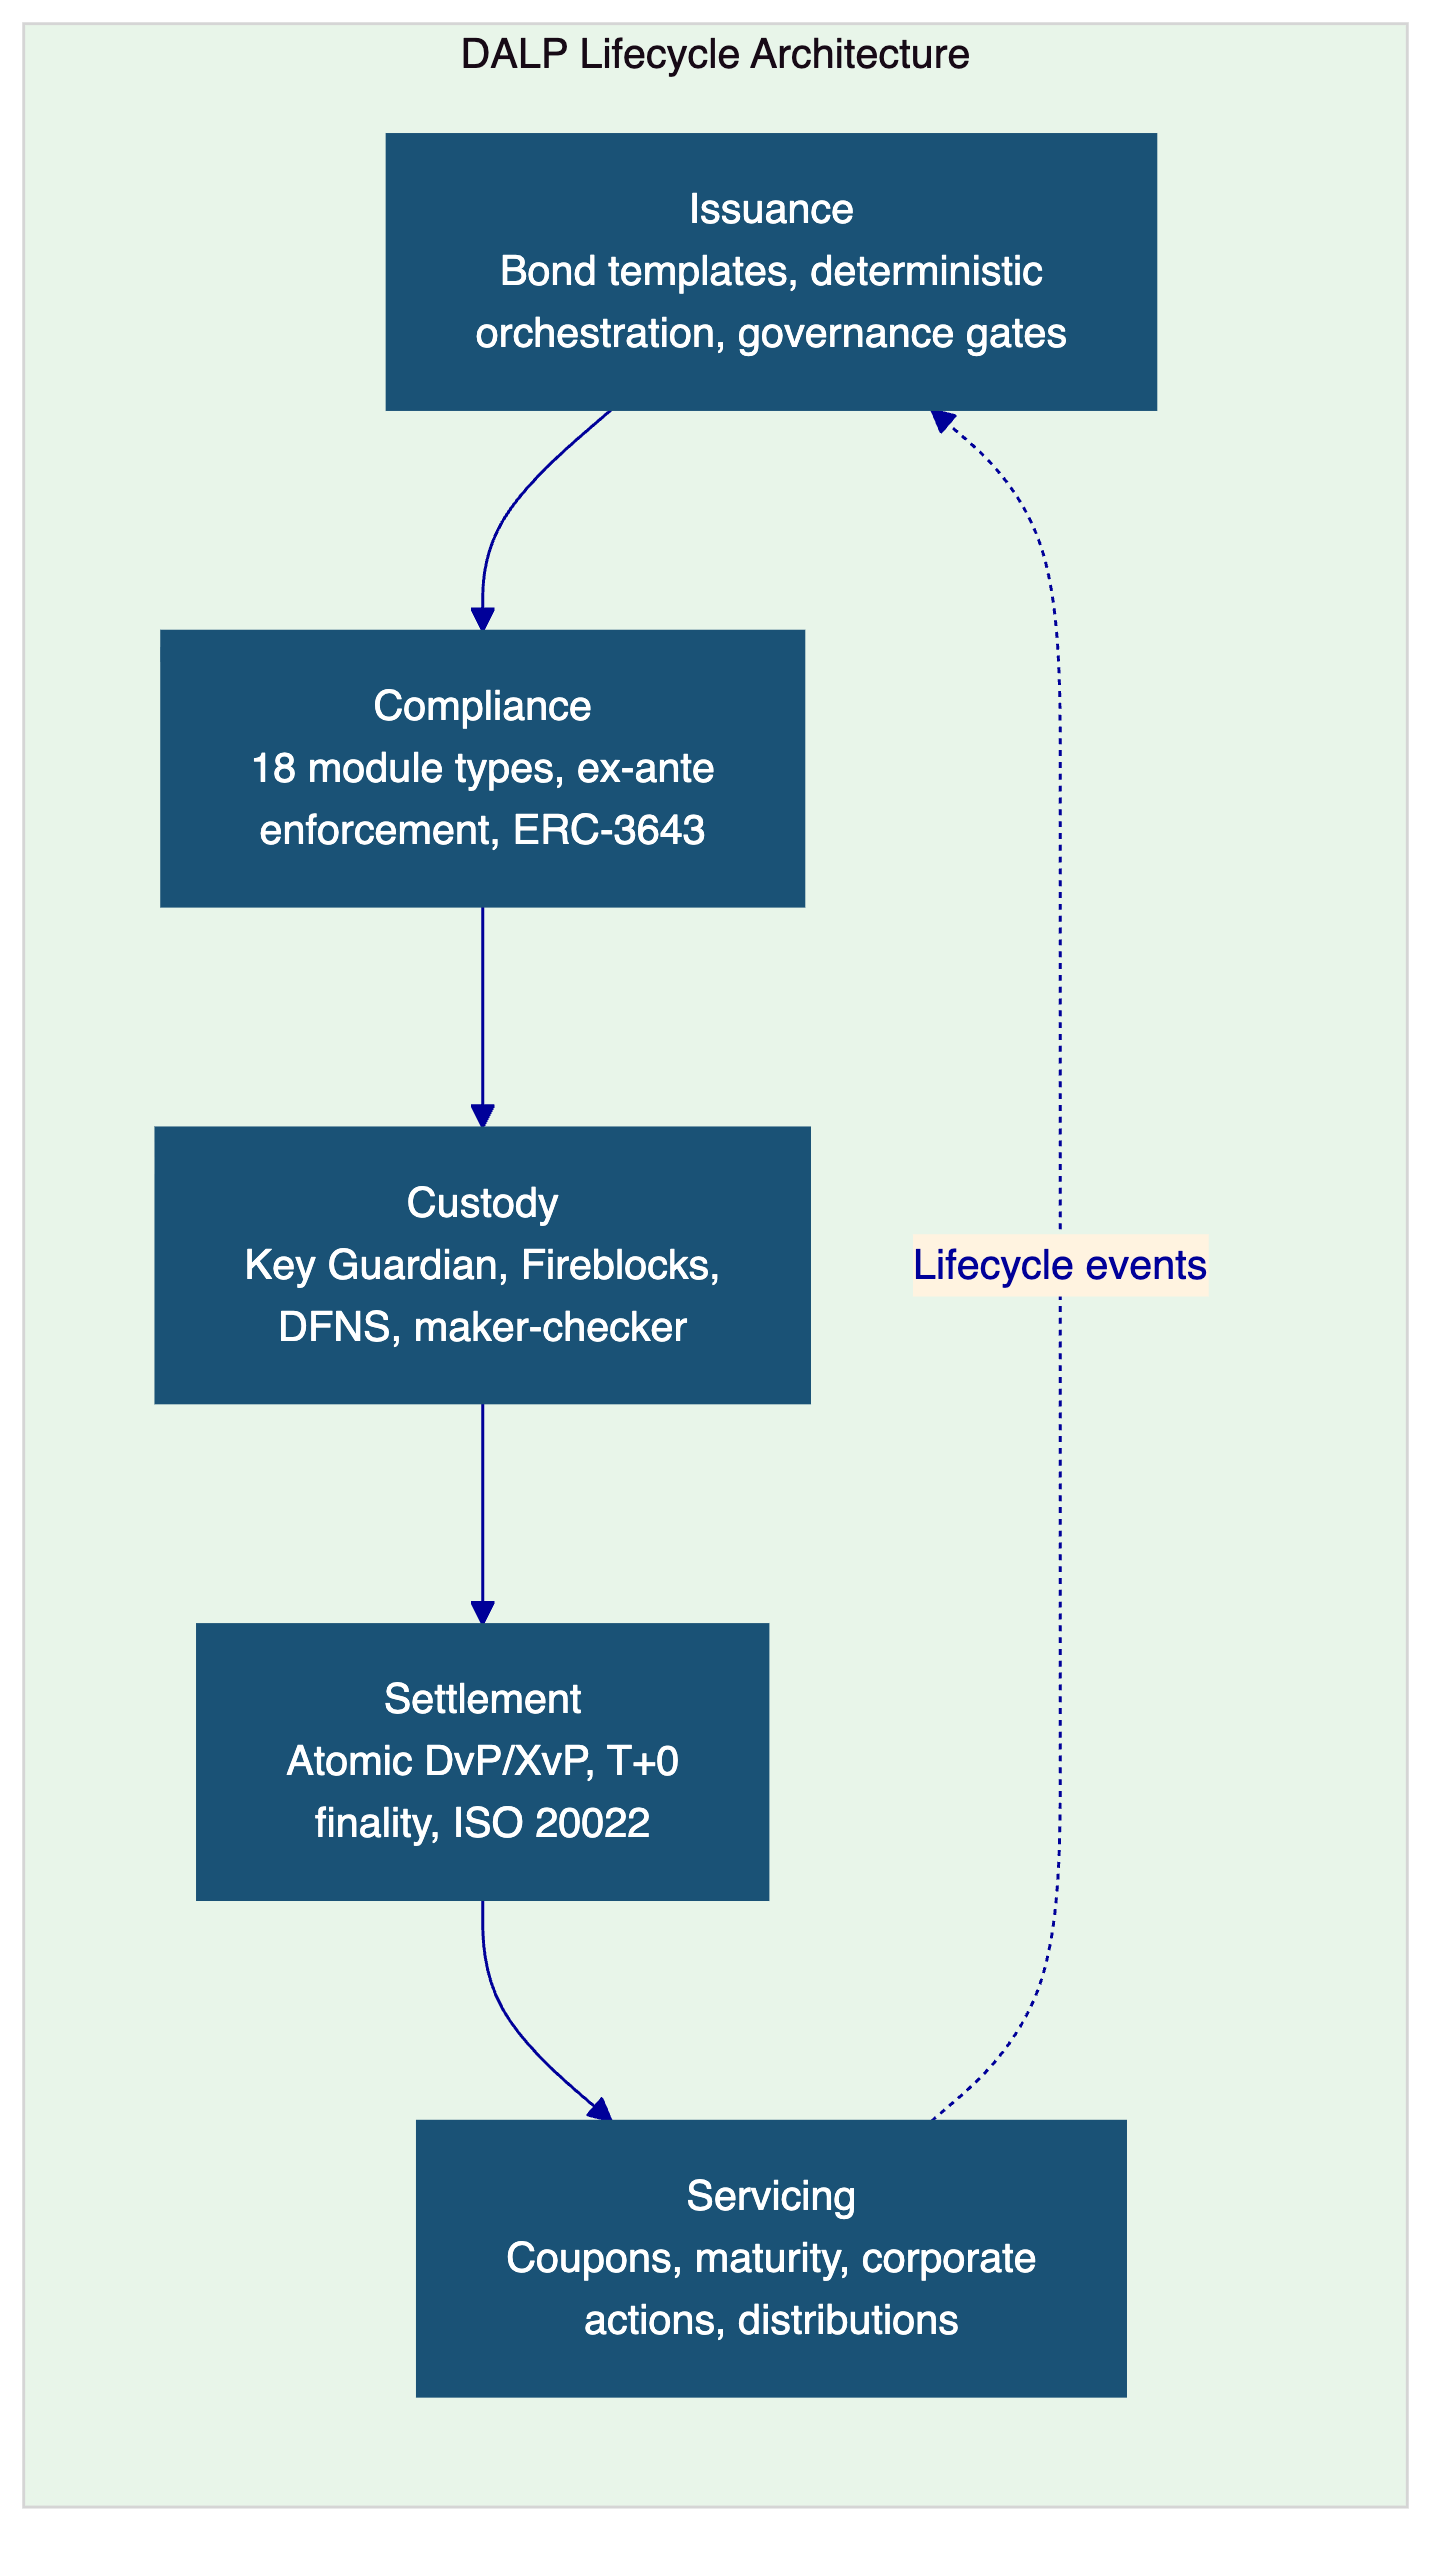 DALP Lifecycle Architecture
Issuance
Bond templates, deterministic
orchestration, governance gates
Compliance
18 module types, ex-ante
enforcement, ERC-3643
Custody
Key Guardian, Fireblocks,
DFNS, maker-checker
Lifecycle events
Settlement
Atomic DvP/XvP, T+0
finality, ISO 20022
Servicing
Coupons, maturity, corporate
actions, distributions